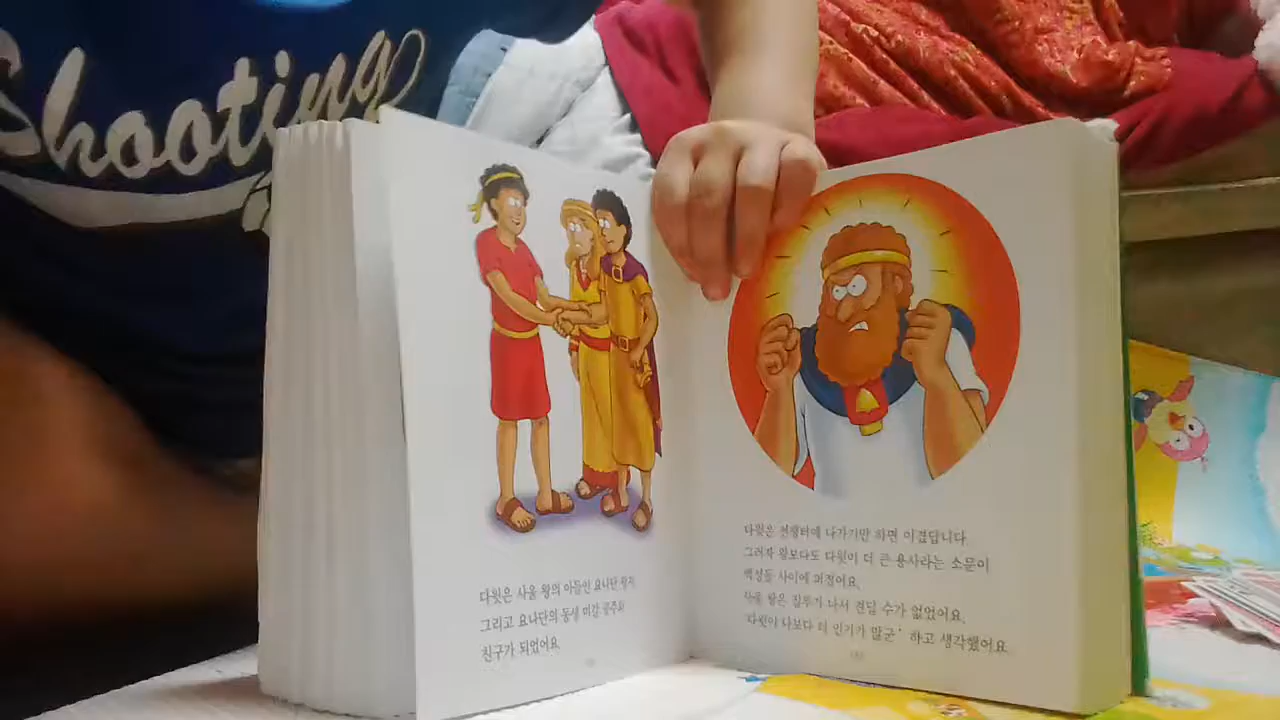 Shooting
다윗은 사울 왕의 아들인 요나단 왕자
그리고 요나단의 동생 미갈 공주와
친구가 되었어요.
다윗은 전쟁터에 나가기만 하면 이겼답니다.
그러자 왕보다도 다윗이 더 큰 용사라는 소문이
백성들 사이에 퍼졌어요.
사울 왕은 질투가 나서 견딜 수가 없었어요.
'다윗이 나보다 더 인기가 많군' 하고 생각했어요.